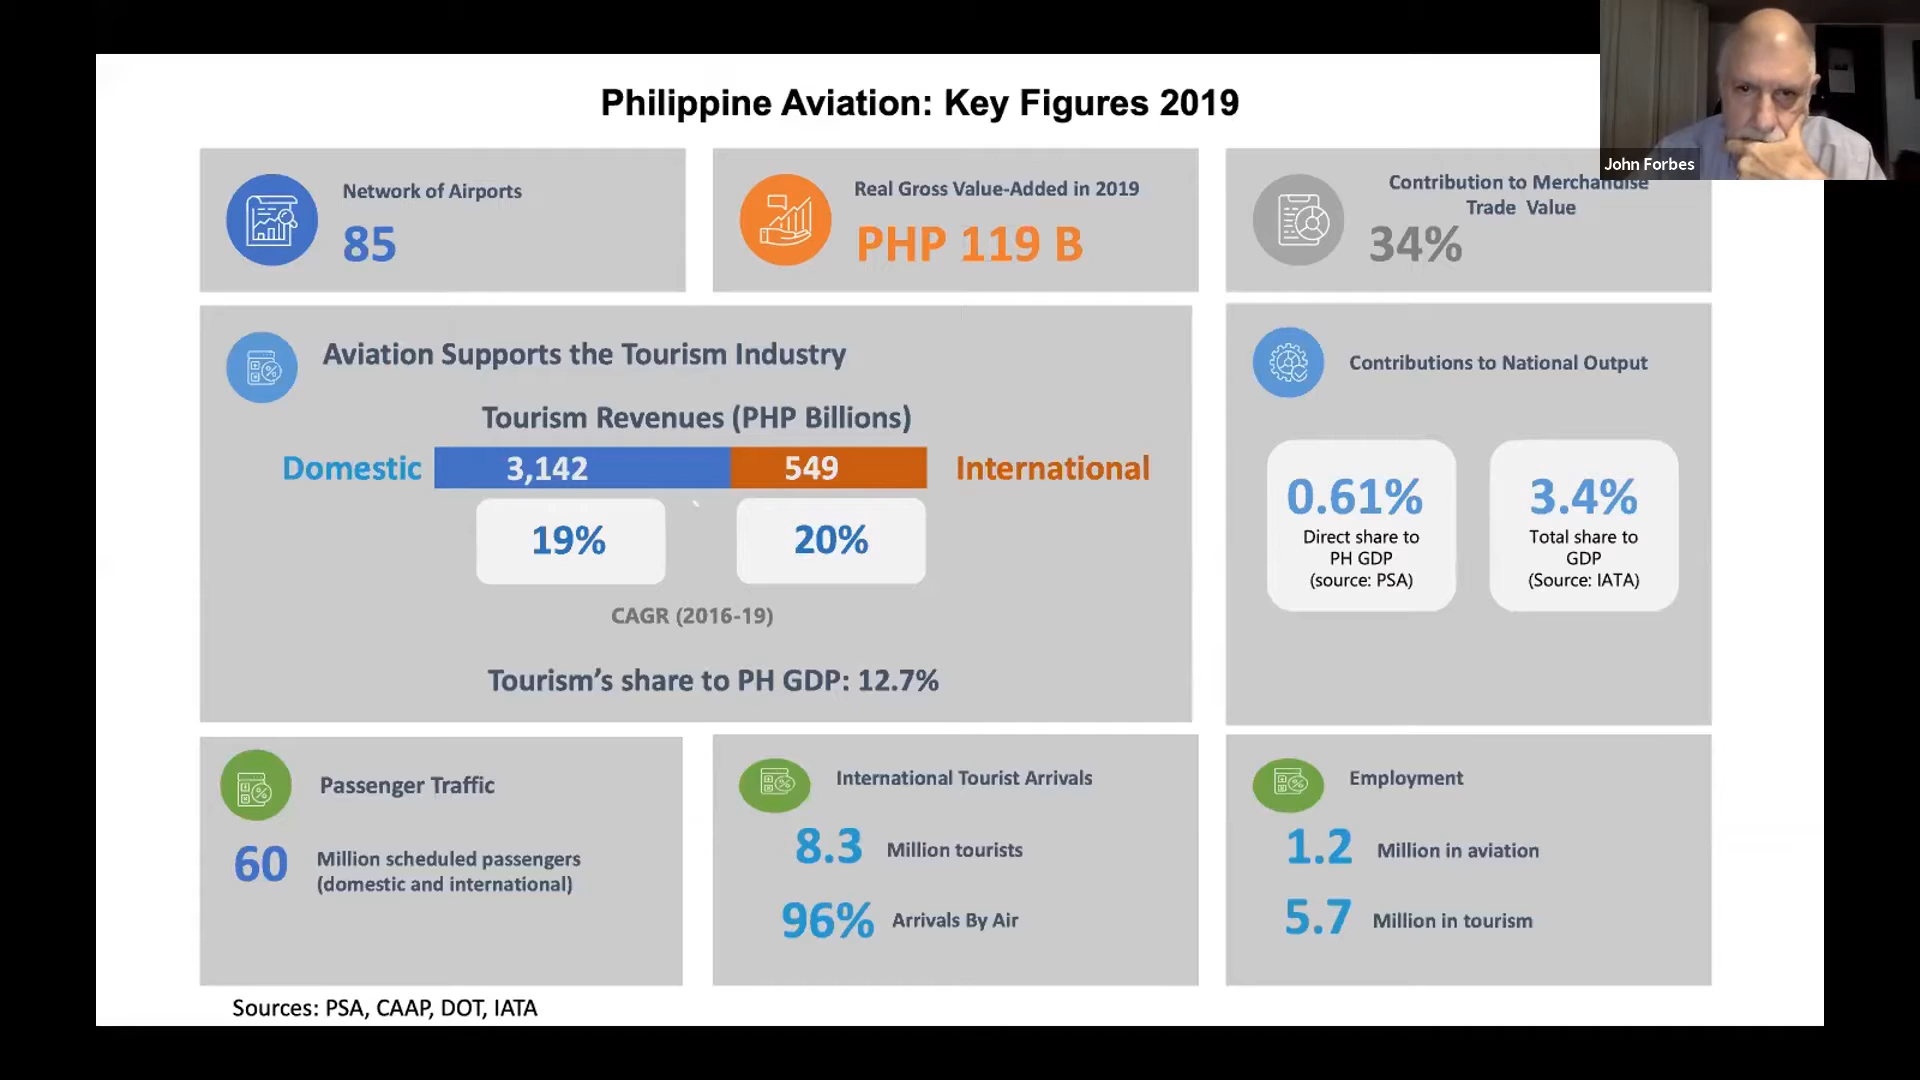 Philippine Aviation: Key Figures 2019
John Forbes
Network of Airports
85
Real Gross Value-Added in 2019
PHP 119 B
Contribution to Merchandise
Trade Value
34%
Aviation Supports the Tourism Industry
Tourism Revenues (PHP Billions)
Domestic
3,142
549
International
19%
20%
CAGR (2016-19)
Tourism's share to PH GDP: 12.7%
Contributions to National Output
0.61%
Direct share to
PH GDP
(source: PSA)
3.4%
Total share to
GDP
(Source: IATA)
Passenger Traffic
60
Million scheduled passengers
(domestic and international)
International Tourist Arrivals
8.3 Million tourists
96% Arrivals By Air
Employment
1.2 Million in aviation
5.7 Million in tourism
Sources: PSA, CAAP, DOT, IATA